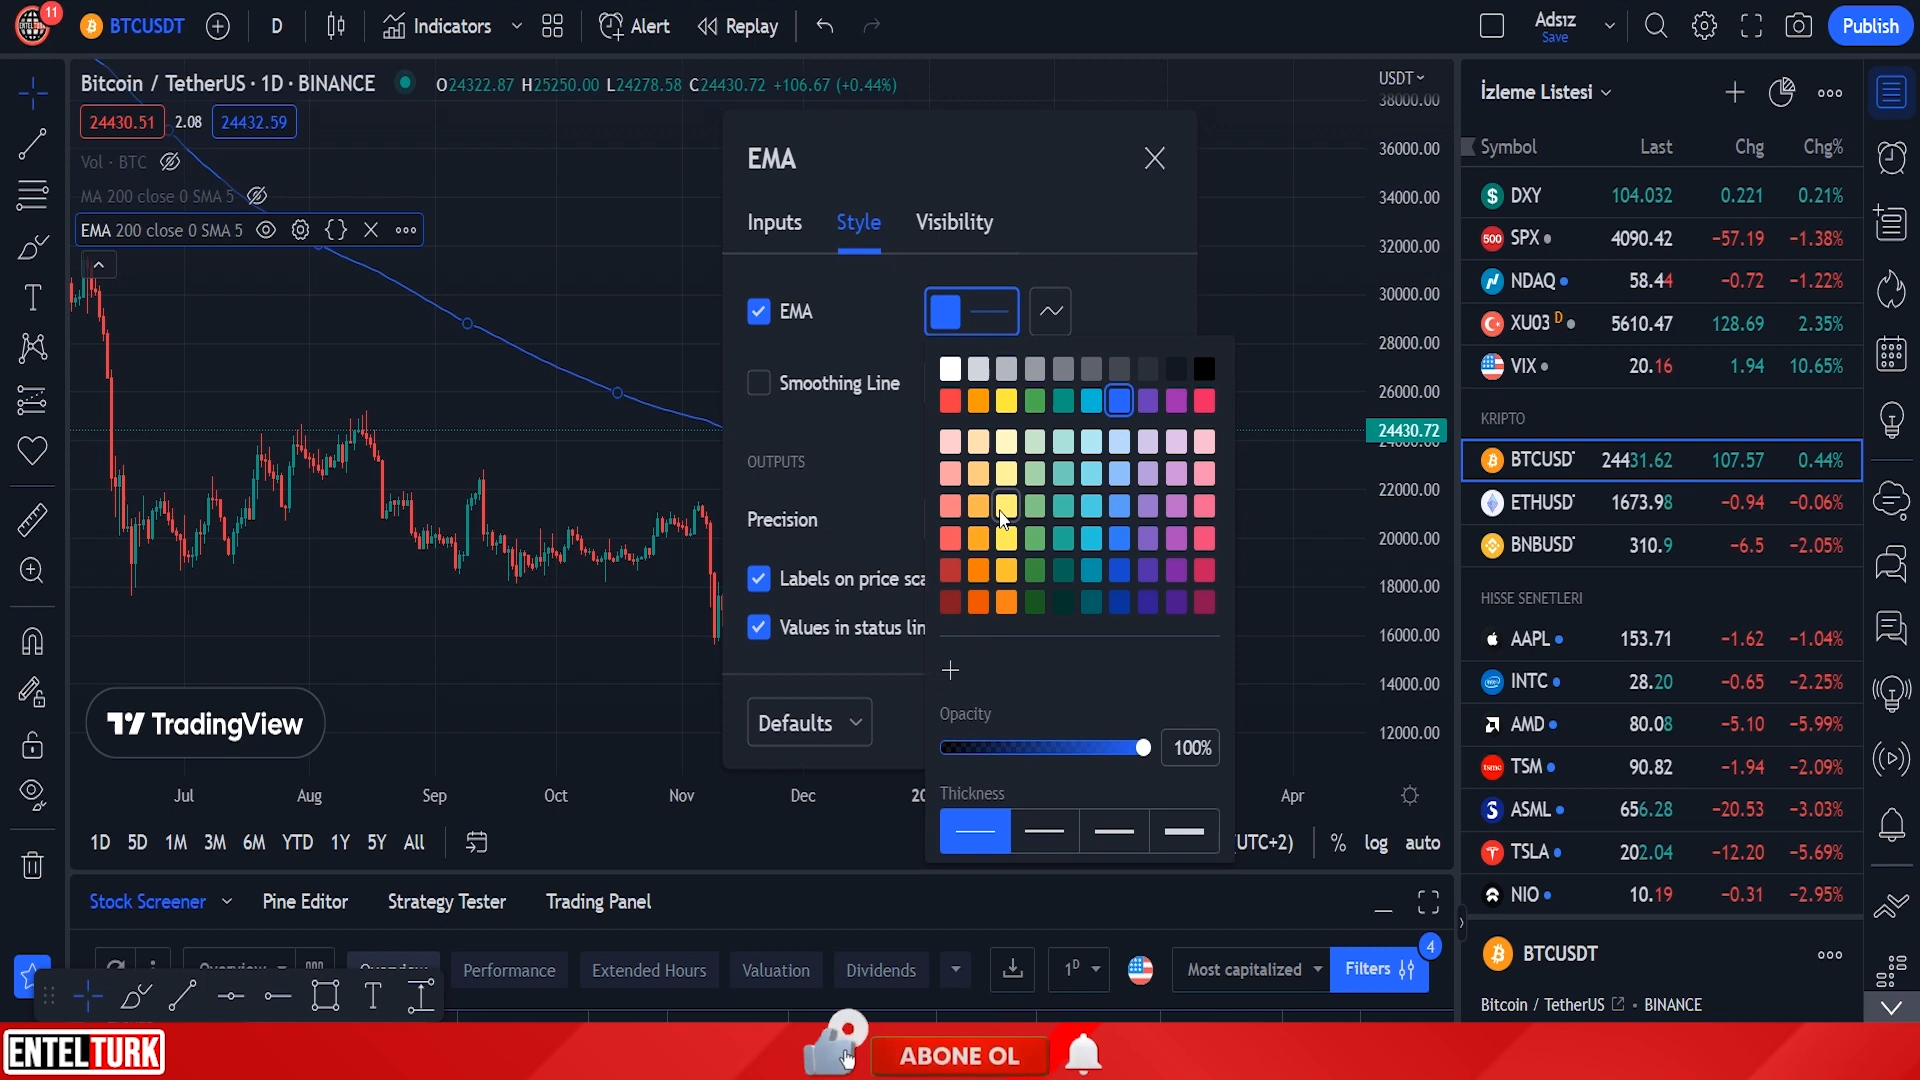 11
BTCUSDT
D
Indicators
Alert
Replay
Adsız
Save
Publish
Bitcoin / TetherUS · 1D · BINANCE
O24322.87 H25250.00 L24278.58 C24430.72 +106.67 (+0.44%)
24430.51
2.08
24432.59
Vol · BTC
MA 200 close 0 SMA 5
EMA 200 close 0 SMA 5
USDT
38000.00
36000.00
34000.00
32000.00
30000.00
28000.00
26000.00
24430.72
22000.00
20000.00
18000.00
16000.00
14000.00
12000.00
EMA
Inputs
Style
Visibility
EMA
Smoothing Line
OUTPUTS
Precision
Labels on price sca
Values in status lin
Defaults
Opacity
100%
Thickness
TradingView
Jul
Aug
Sep
Oct
Nov
Dec
20
Apr
1D
5D
1M
3M
6M
YTD
1Y
5Y
All
(UTC+2)
%
log
auto
Stock Screener
Pine Editor
Strategy Tester
Trading Panel
Overview
Overview
Performance
Extended Hours
Valuation
Dividends
1D
Most capitalized
Filters
4
İzleme Listesi
Symbol Last Chg Chg%
DXY 104.032 0.221 0.21%
500 SPX 4090.42 −57.19 −1.38%
NDAQ 58.44 −0.72 −1.22%
XU03 D 5610.47 128.69 2.35%
VIX 20.16 1.94 10.65%
KRIPTO
BTCUSD 24431.62 107.57 0.44%
ETHUSD 1673.98 −0.94 −0.06%
BNBUSD 310.9 −6.5 −2.05%
HISSE SENETLERI
AAPL 153.71 −1.62 −1.04%
INTC 28.20 −0.65 −2.25%
AMD 80.08 −5.10 −5.99%
TSM 90.82 −1.94 −2.09%
ASML 656.28 −20.53 −3.03%
TSLA 202.04 −12.20 −5.69%
NIO 10.19 −0.31 −2.95%
BTCUSDT
Bitcoin / TetherUS · BINANCE
ENTELTURK
ABONE OL